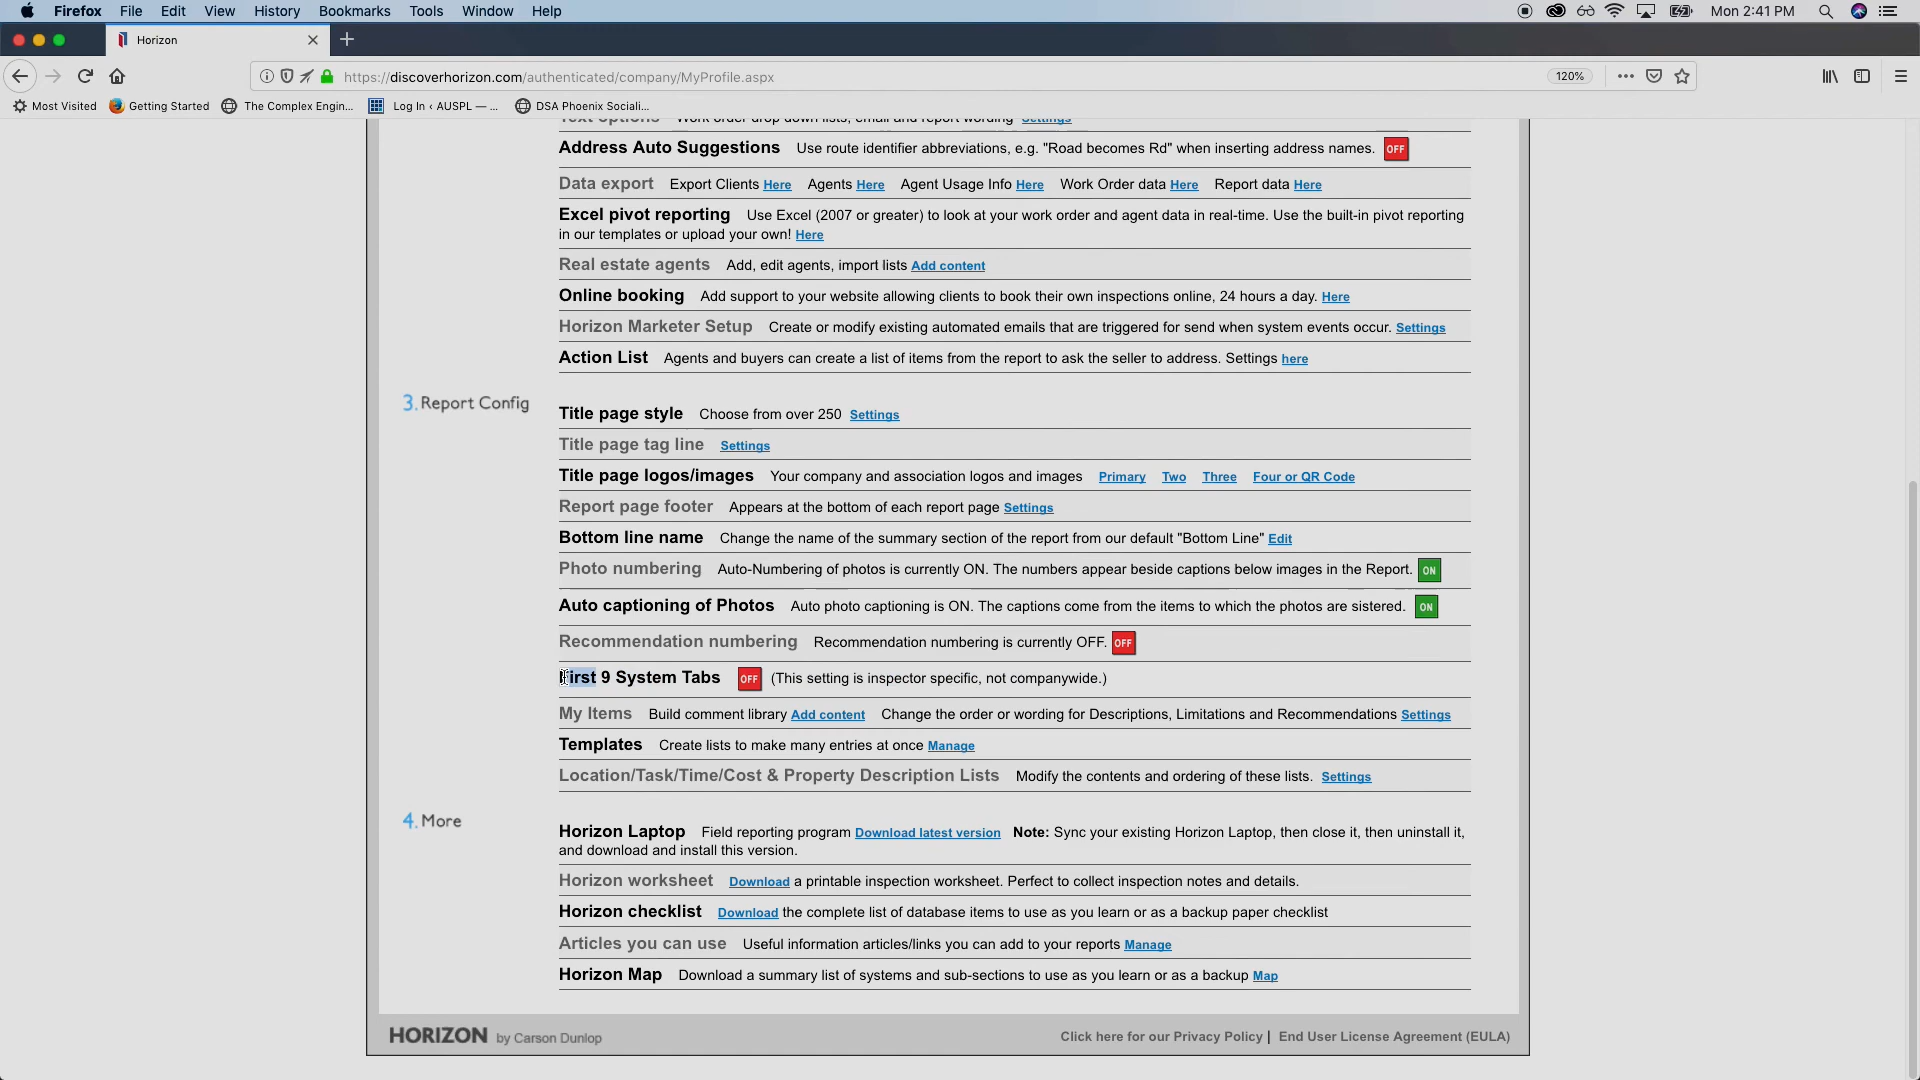 Firefox File Edit View History Bookmarks Tools Window Help Mon 2:41 PM
Horizon
https://discoverhorizon.com/authenticated/company/MyProfile.aspx 120%
Most Visited Getting Started The Complex Engin... Log In ‹ AUSPL — ... DSA Phoenix Sociali...
Text options Work order drop down lists, email and report wording Settings
Address Auto Suggestions Use route identifier abbreviations, e.g. "Road becomes Rd" when inserting address names. OFF
Data export Export Clients Here Agents Here Agent Usage Info Here Work Order data Here Report data Here
Excel pivot reporting Use Excel (2007 or greater) to look at your work order and agent data in real-time. Use the built-in pivot reporting
in our templates or upload your own! Here
Real estate agents Add, edit agents, import lists Add content
Online booking Add support to your website allowing clients to book their own inspections online, 24 hours a day. Here
Horizon Marketer Setup Create or modify existing automated emails that are triggered for send when system events occur. Settings
Action List Agents and buyers can create a list of items from the report to ask the seller to address. Settings here
3. Report Config
Title page style Choose from over 250 Settings
Title page tag line Settings
Title page logos/images Your company and association logos and images Primary Two Three Four or QR Code
Report page footer Appears at the bottom of each report page Settings
Bottom line name Change the name of the summary section of the report from our default "Bottom Line" Edit
Photo numbering Auto-Numbering of photos is currently ON. The numbers appear beside captions below images in the Report. ON
Auto captioning of Photos Auto photo captioning is ON. The captions come from the items to which the photos are sistered. ON
Recommendation numbering Recommendation numbering is currently OFF. OFF
First 9 System Tabs OFF (This setting is inspector specific, not companywide.)
My Items Build comment library Add content Change the order or wording for Descriptions, Limitations and Recommendations Settings
Templates Create lists to make many entries at once Manage
Location/Task/Time/Cost & Property Description Lists Modify the contents and ordering of these lists. Settings
4. More
Horizon Laptop Field reporting program Download latest version Note: Sync your existing Horizon Laptop, then close it, then uninstall it,
and download and install this version.
Horizon worksheet Download a printable inspection worksheet. Perfect to collect inspection notes and details.
Horizon checklist Download the complete list of database items to use as you learn or as a backup paper checklist
Articles you can use Useful information articles/links you can add to your reports Manage
Horizon Map Download a summary list of systems and sub-sections to use as you learn or as a backup Map
HORIZON by Carson Dunlop Click here for our Privacy Policy | End User License Agreement (EULA)